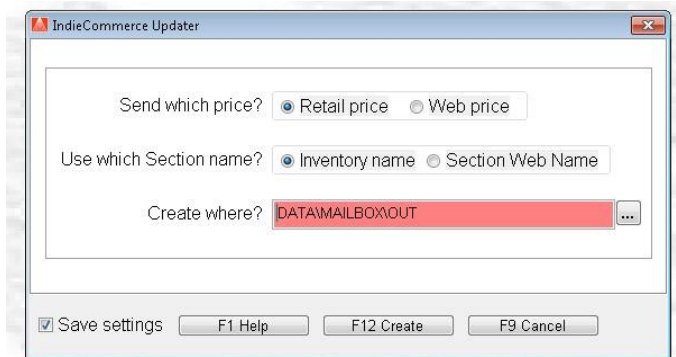 IndieCommerce Updater
Send which price? Retail price Web price
Use which Section name? Inventory name Section Web Name
Create where? DATA\MAILBOX\OUT ...
Save settings F1 Help F12 Create F9 Cancel